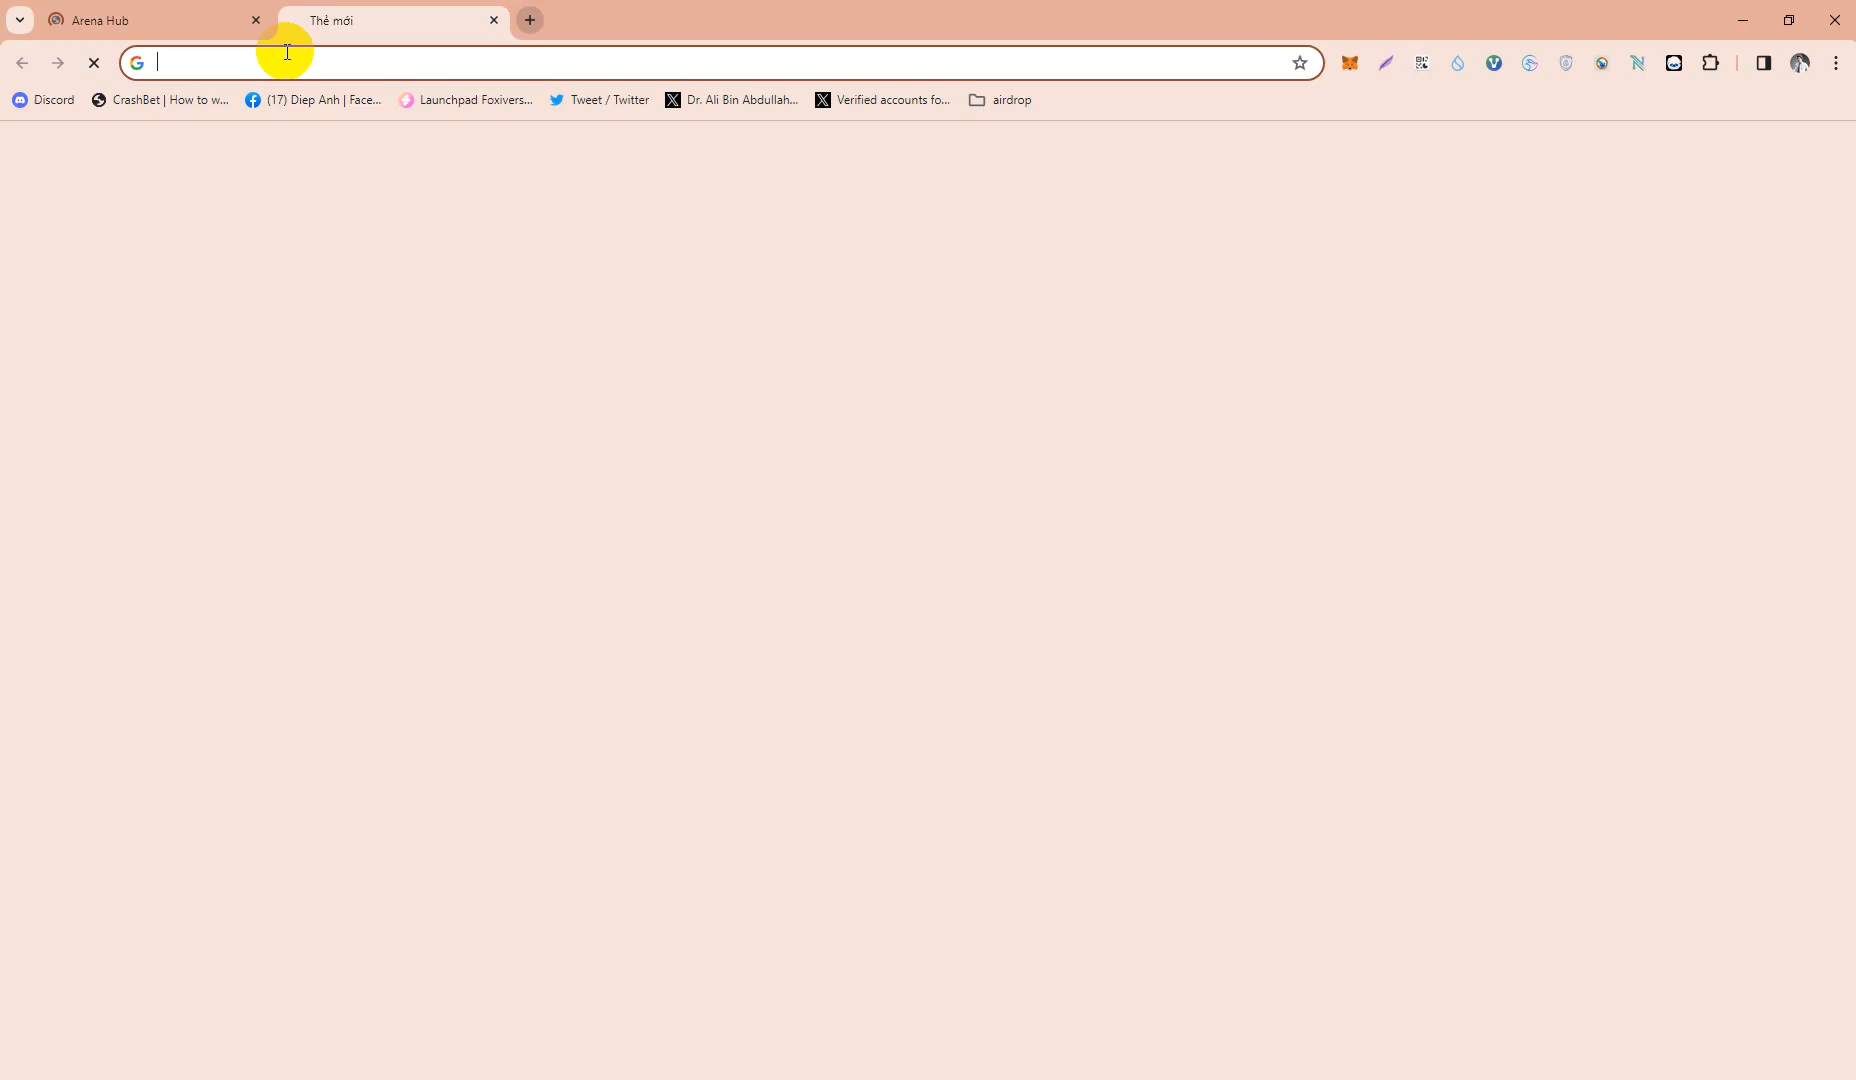 Arena Hub
Thẻ mới
Discord
CrashBet | How to w...
(17) Diep Anh | Face...
Launchpad Foxivers...
Tweet / Twitter
Dr. Ali Bin Abdullah...
Verified accounts fo...
airdrop